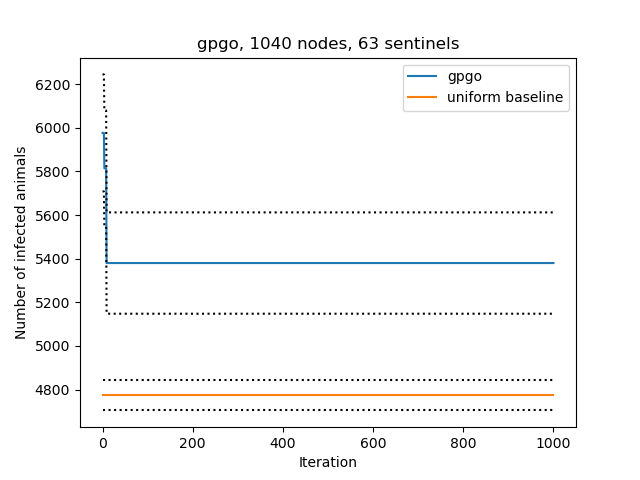 gpgo, 1040 nodes, 63 sentinels
gpgo
uniform baseline
Number of infected animals
6200
6000
5800
5600
5400
5200
5000
4800
0 200 400 600 800 1000
Iteration